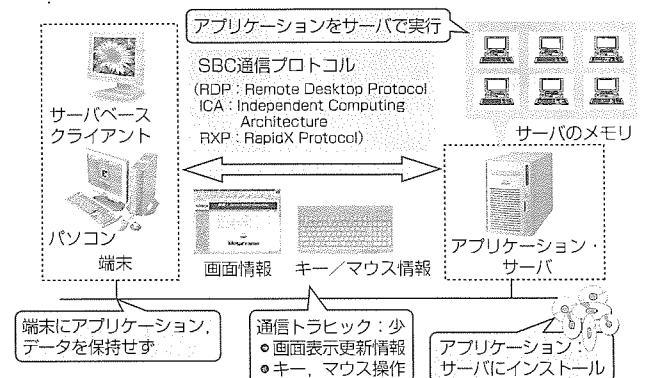 アプリケーションをサーバで実行
SBC通信プロトコル
(RDP：Remote Desktop Protocol
ICA：Independent Computing
Architecture
RXP：RapidX Protocol)
サーバベース
クライアント
サーバのメモリ
パソコン
端末
画面情報
キー／マウス情報
アプリケーション・
サーバ
端末にアプリケーション，
データを保持せず
通信トラヒック：少
●画面表示更新情報
●キー，マウス操作
アプリケーション：
サーバにインストール